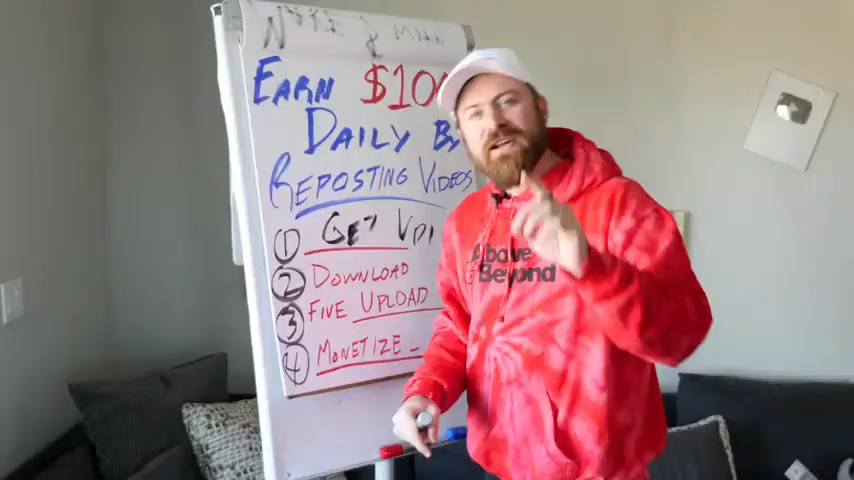 EARN $10
DAILY By
REPOSTING VIDEOS
① GET
② DOWNLOAD
③ FIVE UPLOAD
④ MONETIZE
Above
& Beyond